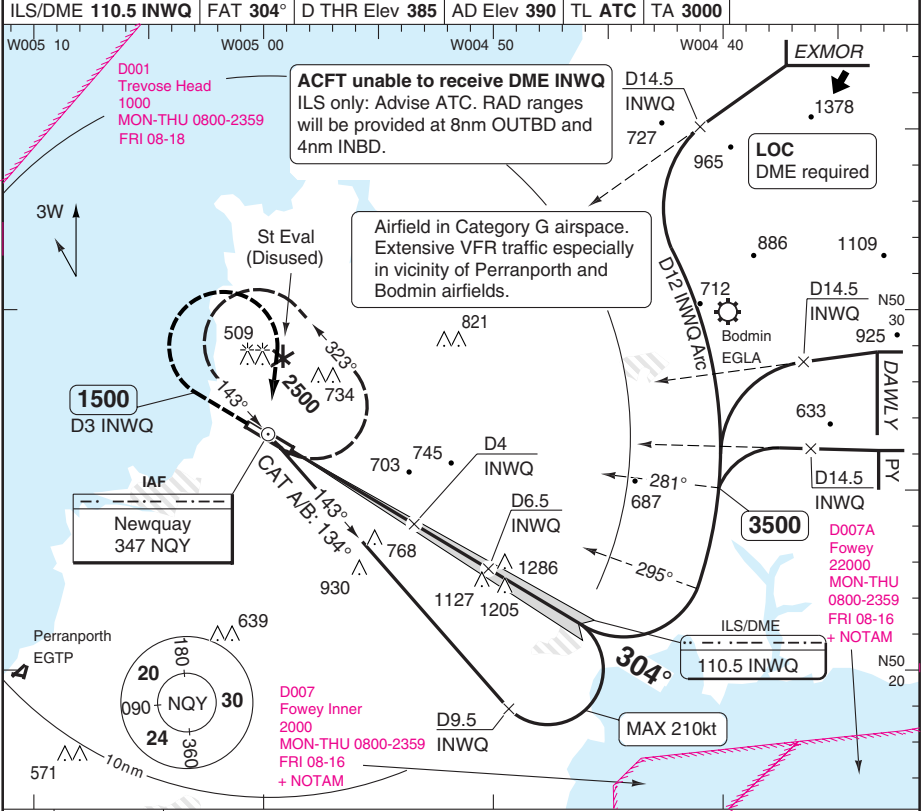 ILS/DME 110.5 INWQ FAT 304° D THR Elev 385 AD Elev 390 TL ATC TA 3000
W005 10
W005 00
W004 50
W004 40
EXMOR
D001
Trevose Head
1000
MON-THU 0800-2359
FRI 08-18
ACFT unable to receive DME INWQ
ILS only: Advise ATC. RAD ranges
will be provided at 8nm OUTBD and
4nm INBD.
D14.5
INWQ
727
965
1378
LOC
DME required
3W
St Eval
(Disused)
Airfield in Category G airspace.
Extensive VFR traffic especially
in vicinity of Perranporth and
Bodmin airfields.
886
1109
D12 INWQ Arc
712
Bodmin
EGLA
D14.5
INWQ
N50
30
925
DAWLY
509
821
323°
2500
734
143°
1500
D3 INWQ
633
PY
D14.5
INWQ
703
745
D4
INWQ
281°
687
3500
IAF
Newquay
347 NQY
CAT A/B: 134°
143°
D6.5
INWQ
768
930
1286
1127
1205
295°
D007A
Fowey
22000
MON-THU
0800-2359
FRI 08-16
+ NOTAM
ILS/DME
110.5 INWQ
304°
N50
20
Perranporth
EGTP
639
180
20
090
NQY
30
24
360
10nm
571
D007
Fowey Inner
2000
MON-THU 0800-2359
FRI 08-16
+ NOTAM
D9.5
INWQ
MAX 210kt